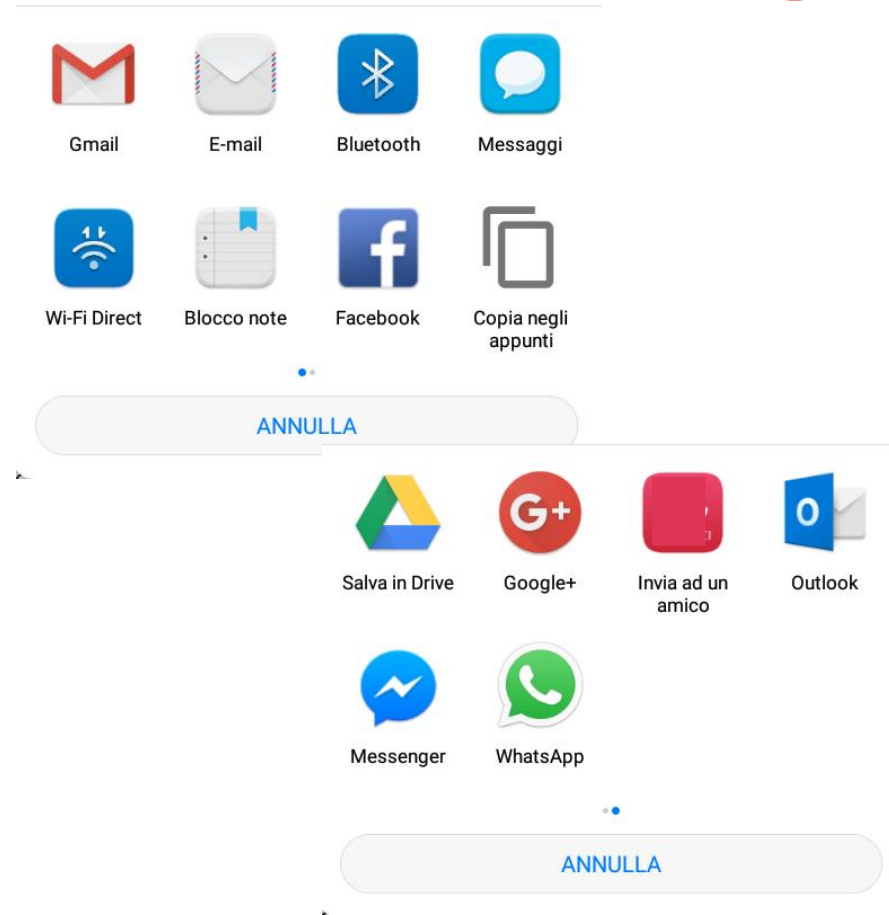 Gmail E-mail Bluetooth Messaggi
Wi-Fi Direct Blocco note Facebook Copia negli
appunti
ANNULLA
G+ O
Salva in Drive Google+ Invia ad un Outlook
amico
Messenger WhatsApp
ANNULLA